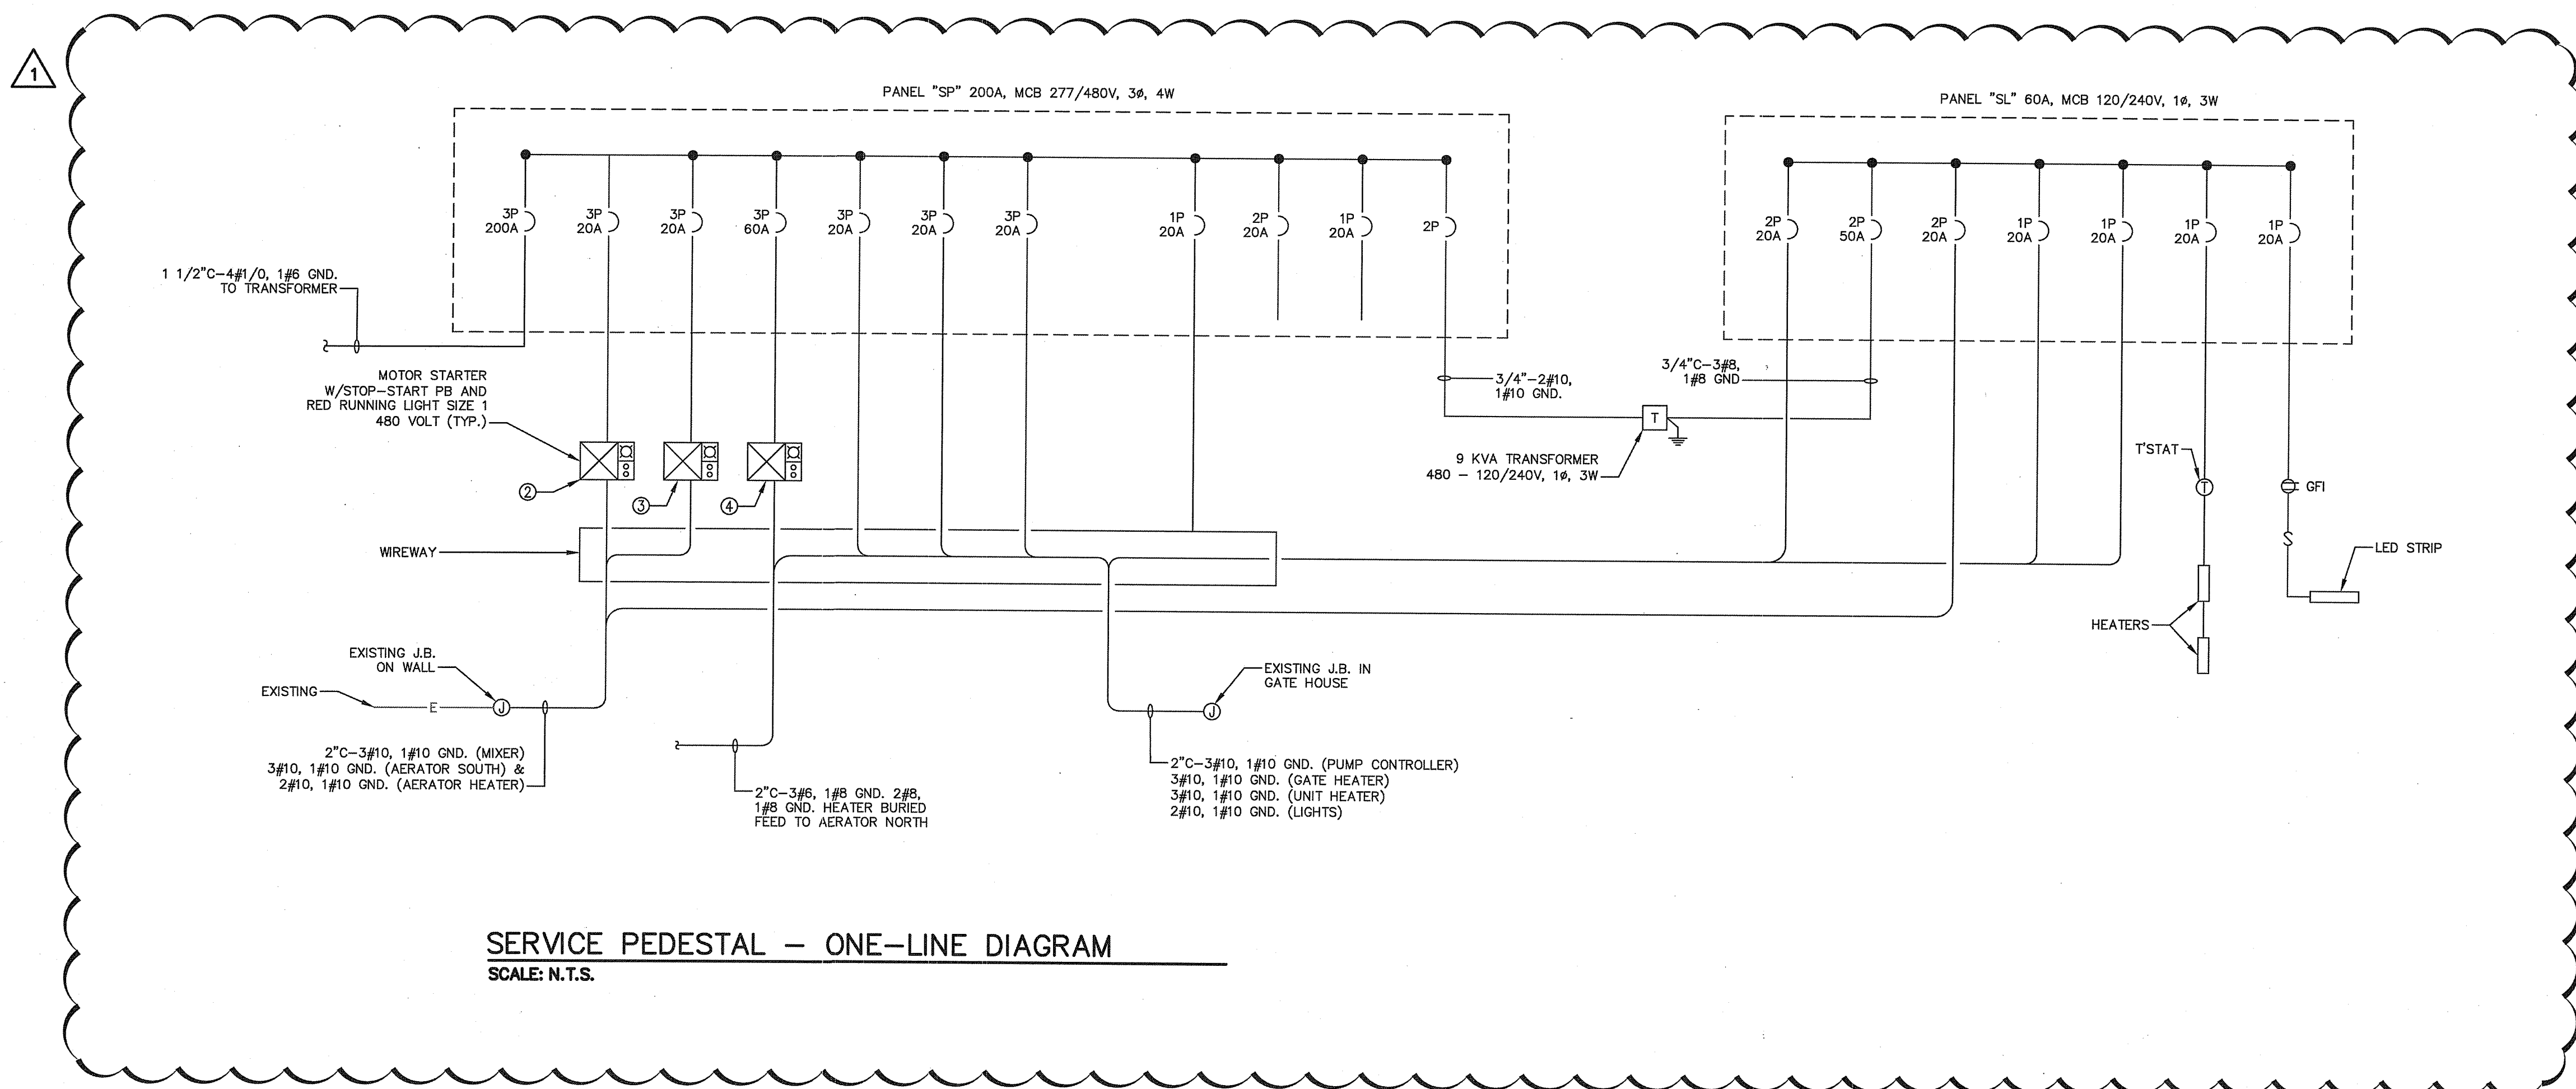 1
PANEL "SP" 200A, MCB 277/480V, 3ø, 4W
PANEL "SL" 60A, MCB 120/240V, 1ø, 3W
3P
200A
3P
20A
3P
20A
3P
60A
3P
20A
3P
20A
3P
20A
1P
20A
2P
20A
1P
20A
2P
2P
20A
2P
50A
2P
20A
1P
20A
1P
20A
1P
20A
1P
20A
1 1/2"C-4#1/0, 1#6 GND.
TO TRANSFORMER
MOTOR STARTER
W/STOP-START PB AND
RED RUNNING LIGHT SIZE 1
480 VOLT (TYP.)
3/4"-2#10,
1#10 GND.
3/4"C-3#8,
1#8 GND
T
9 KVA TRANSFORMER
480 - 120/240V, 1ø, 3W
T'STAT
T
GFI
S
LED STRIP
HEATERS
2
3
4
WIREWAY
EXISTING J.B.
ON WALL
EXISTING
E
J
EXISTING J.B. IN
GATE HOUSE
J
2"C-3#10, 1#10 GND. (MIXER)
3#10, 1#10 GND. (AERATOR SOUTH) &
2#10, 1#10 GND. (AERATOR HEATER)
2"C-3#6, 1#8 GND. 2#8,
1#8 GND. HEATER BURIED
FEED TO AERATOR NORTH
2"C-3#10, 1#10 GND. (PUMP CONTROLLER)
3#10, 1#10 GND. (GATE HEATER)
3#10, 1#10 GND. (UNIT HEATER)
2#10, 1#10 GND. (LIGHTS)
SERVICE PEDESTAL - ONE-LINE DIAGRAM
SCALE: N.T.S.